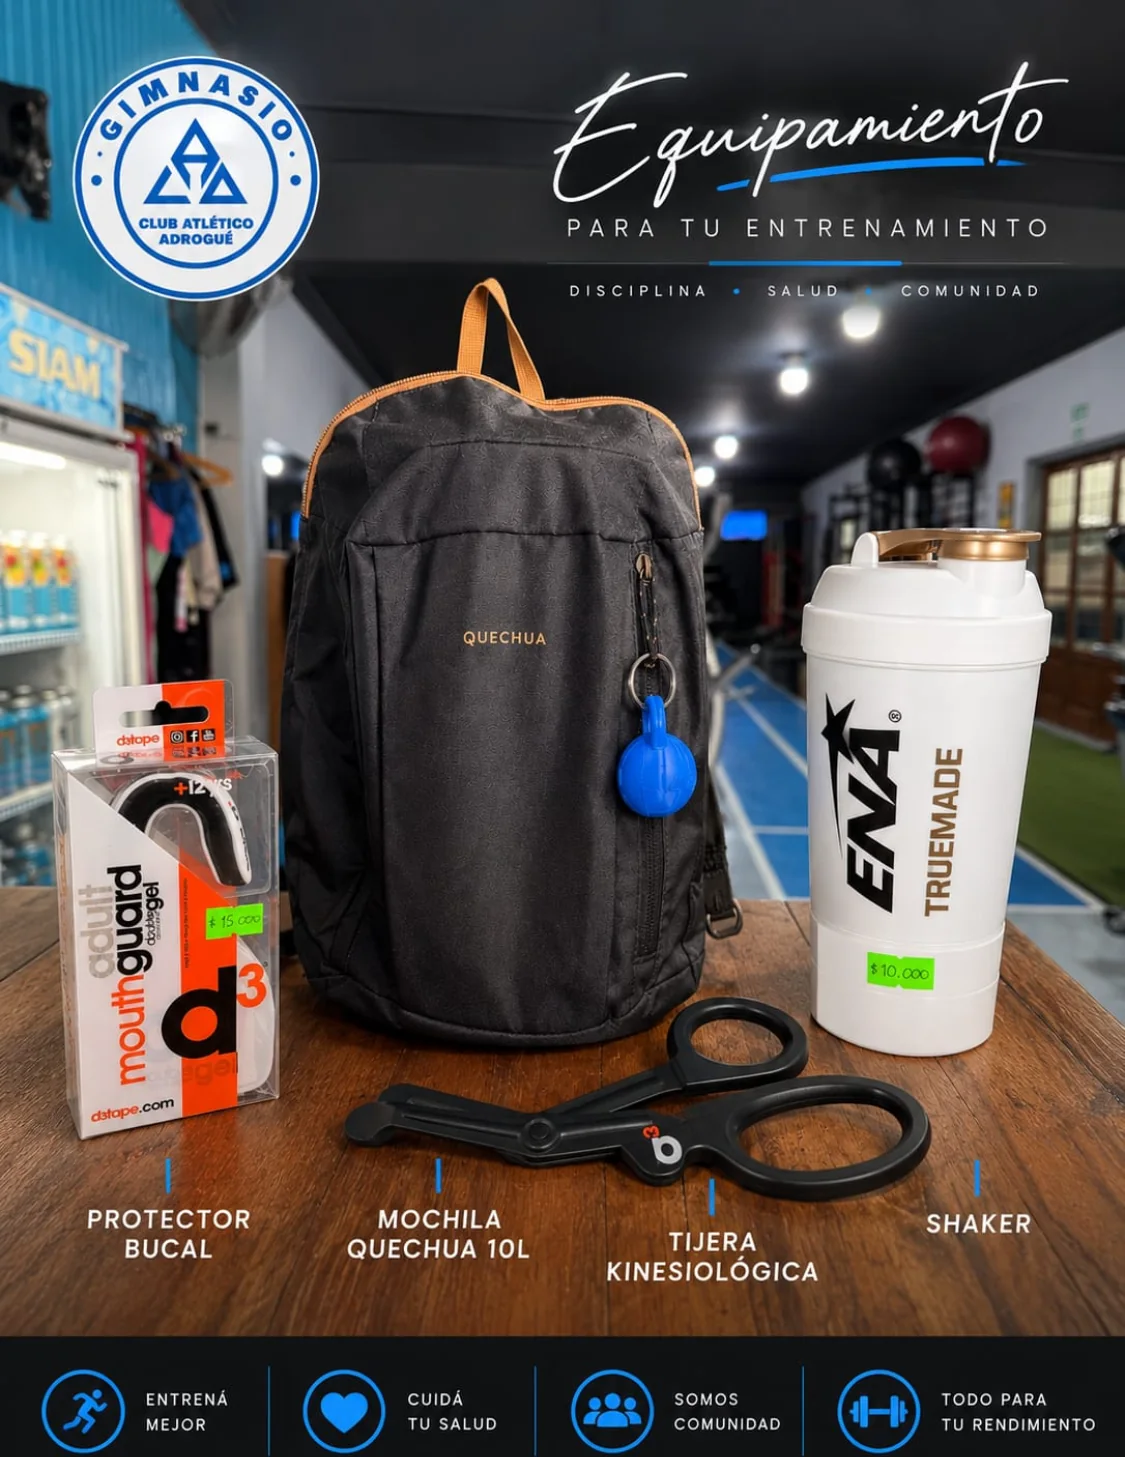 GIMNASIO
CLUB ATLÉTICO
ADROGUÉ
Equipamiento
PARA TU ENTRENAMIENTO
DISCIPLINA • SALUD • COMUNIDAD
SIAM
QUECHUA
d3tape
+12yrs
adult
mouthguard
doublegel
$15.000
d3
d3tape.com
ENA
TRUEMADE
$10.000
d3
PROTECTOR
BUCAL
MOCHILA
QUECHUA 10L
TIJERA
KINESIOLÓGICA
SHAKER
ENTRENÁ
MEJOR
CUIDÁ
TU SALUD
SOMOS
COMUNIDAD
TODO PARA
TU RENDIMIENTO